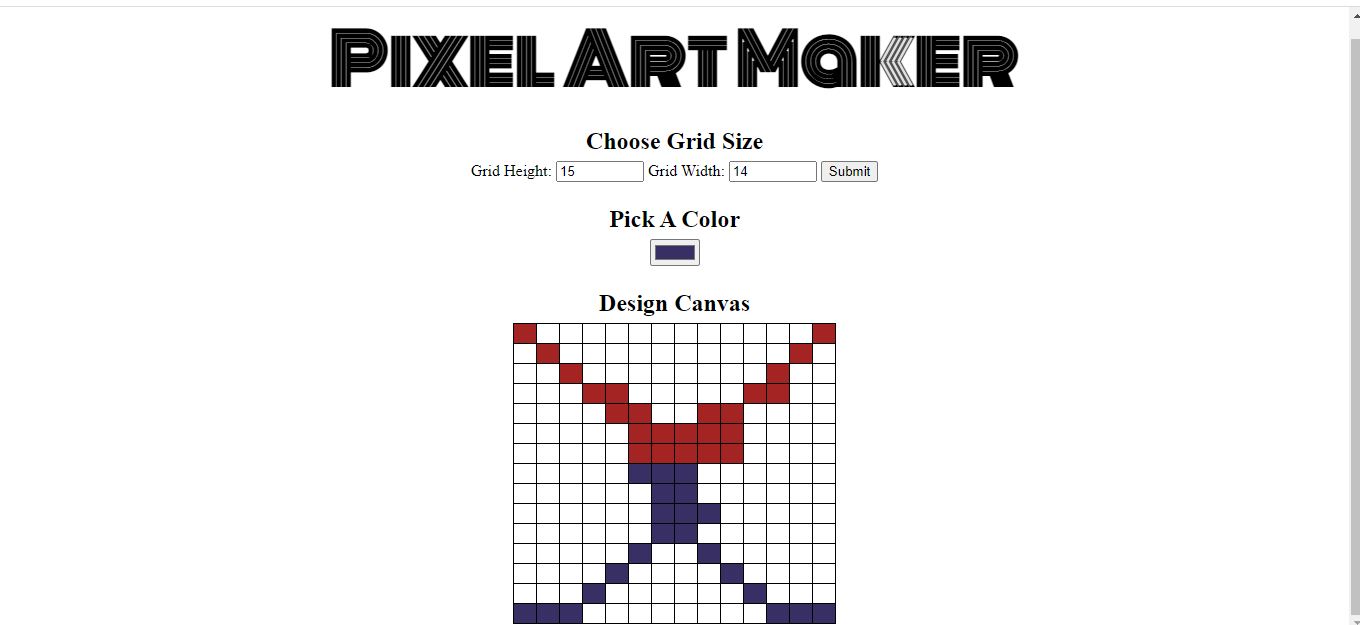 PIXEL ART MaKER
Choose Grid Size
Grid Height: 15 Grid Width: 14 Submit
Pick A Color
Design Canvas